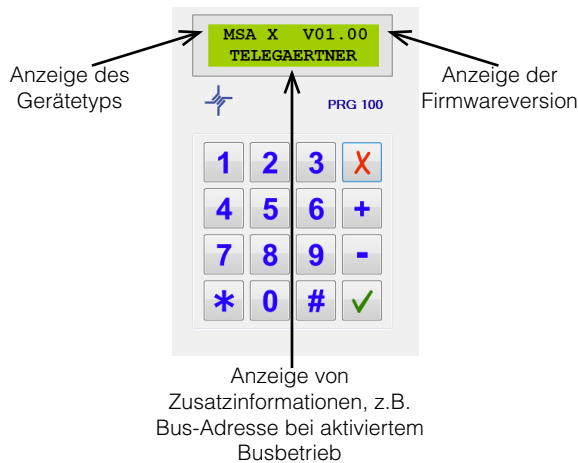 MSA X V01.00
TELEGAERTNER
Anzeige des
Gerätetyps
Anzeige der
Firmwareversion
PRG 100
1 2 3 X
4 5 6 +
7 8 9 -
* 0 # ✓
Anzeige von
Zusatzinformationen, z.B.
Bus-Adresse bei aktiviertem
Busbetrieb